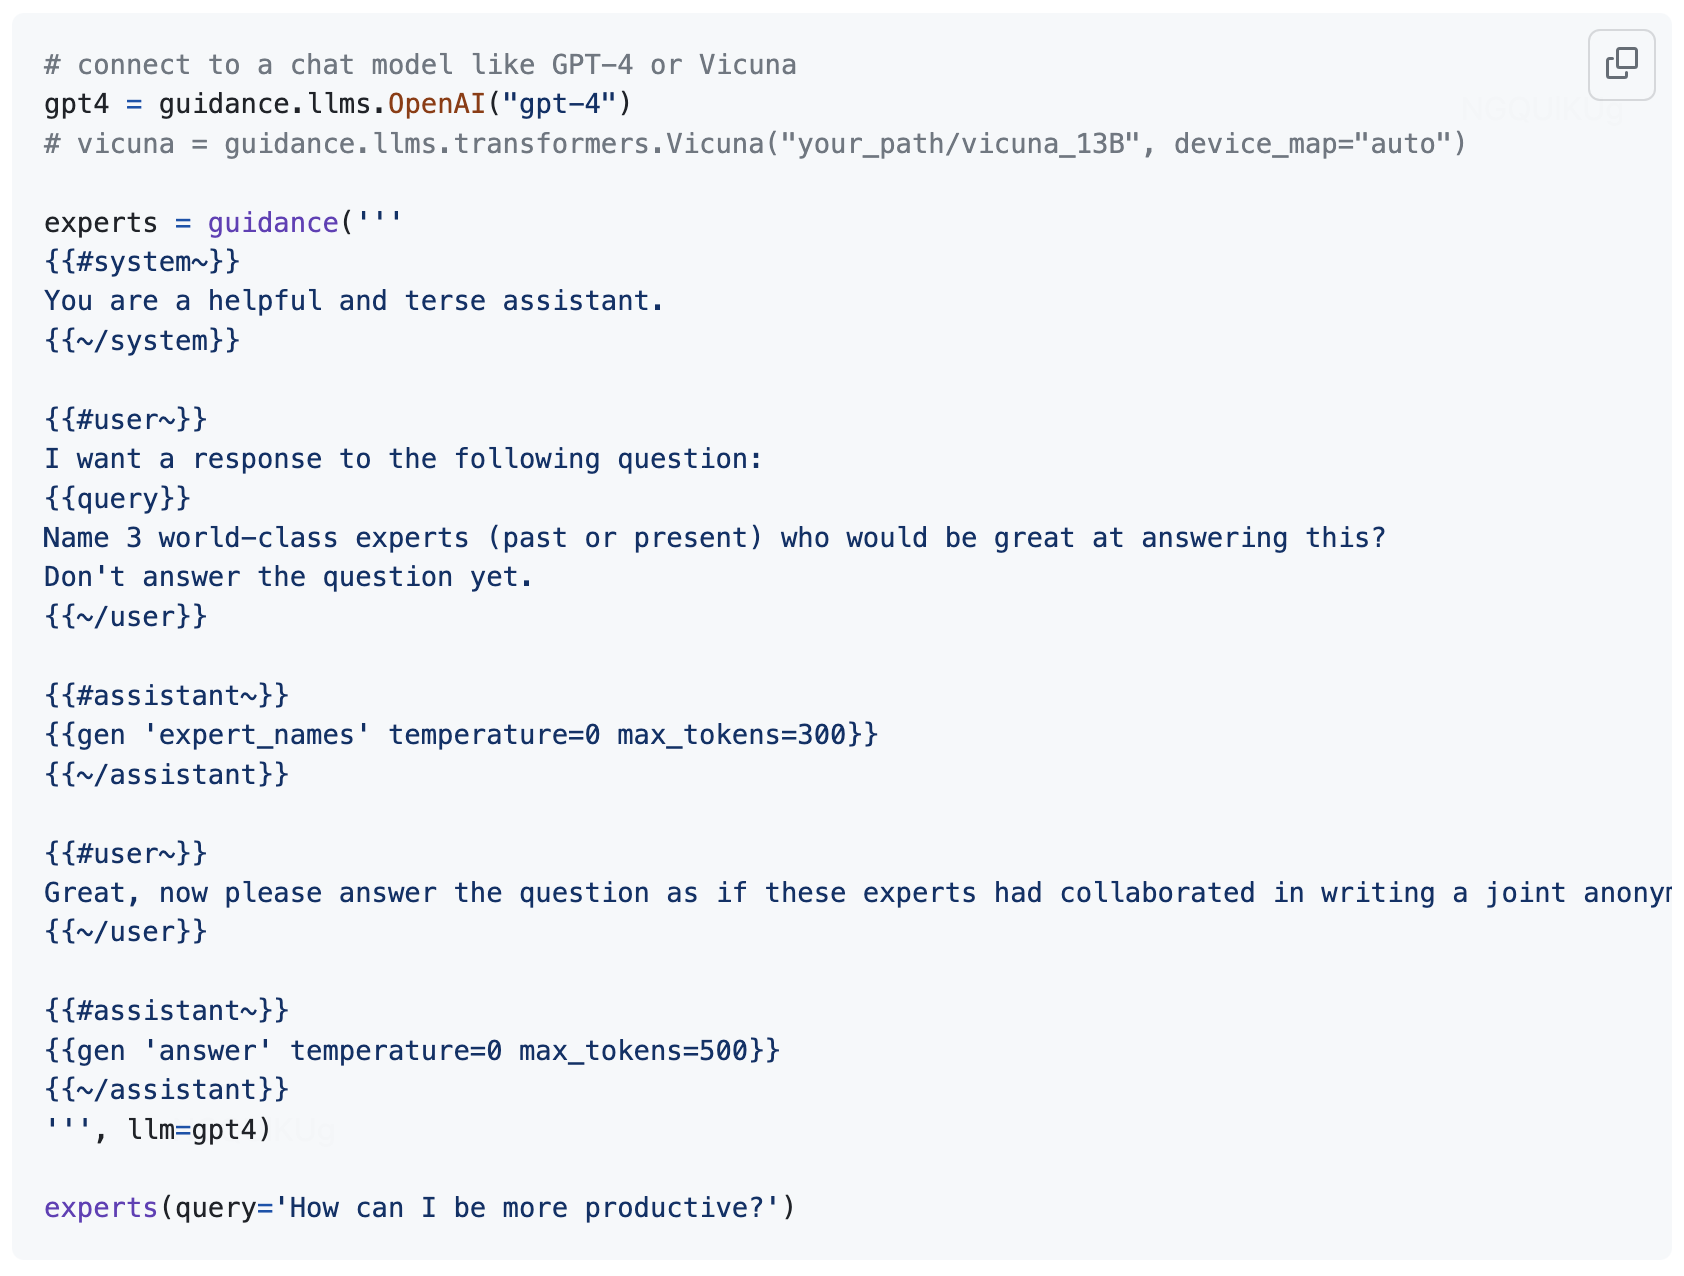 # connect to a chat model like GPT-4 or Vicuna
gpt4 = guidance.llms.OpenAI("gpt-4")
# vicuna = guidance.llms.transformers.Vicuna("your_path/vicuna_13B", device_map="auto")
experts = guidance('''
{{#system~}}
You are a helpful and terse assistant.
{{~/system}}
{{#user~}}
I want a response to the following question:
{{query}}
Name 3 world-class experts (past or present) who would be great at answering this?
Don't answer the question yet.
{{~/user}}
{{#assistant~}}
{{gen 'expert_names' temperature=0 max_tokens=300}}
{{~/assistant}}
{{#user~}}
Great, now please answer the question as if these experts had collaborated in writing a joint
{{~/user}}
{{#assistant~}}
{{gen 'answer' temperature=0 max_tokens=500}}
{{~/assistant}}
''', llm=gpt4)
experts(query='How can I be more productive?')